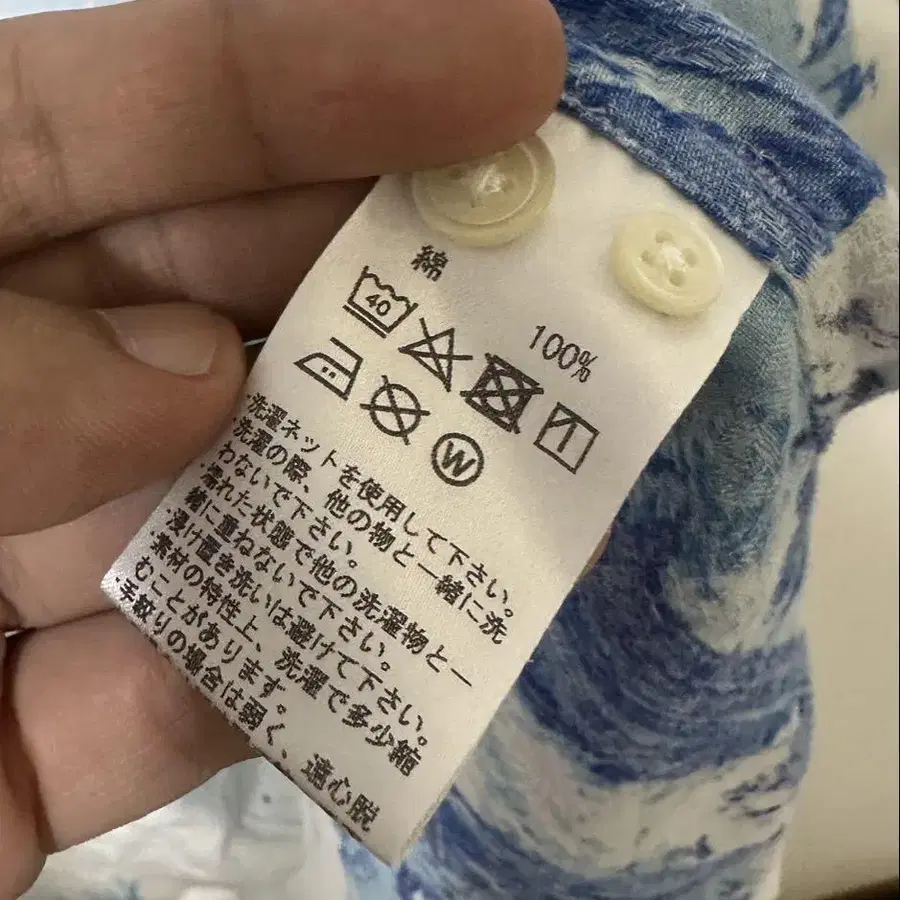 綿
100%
40
W
・洗濯ネットを使用して下さい。
・洗濯の際、他の物と一緒に洗
わないで下さい。
・濡れた状態で他の洗濯物と一
緒に重ねないで下さい。
・浸け置き洗いは避けて下さい。
・素材の特性上、洗濯で多少縮
むことがあります。
・手絞りの場合は弱く、遠心脱